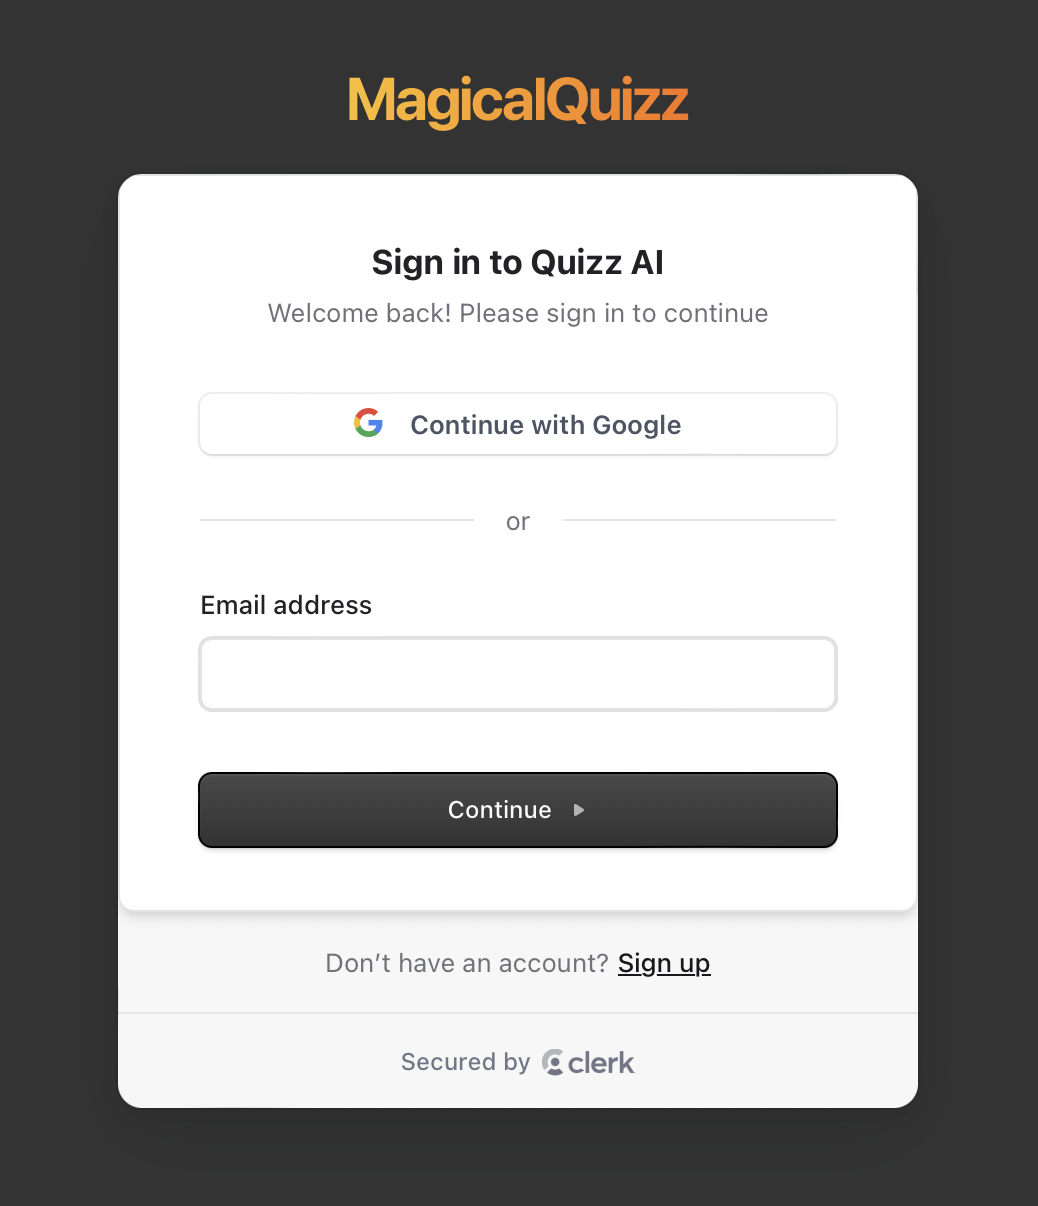 MagicalQuizz
Sign in to Quizz AI
Welcome back! Please sign in to continue
Continue with Google
or
Email address
Continue
Don’t have an account? Sign up
Secured by clerk